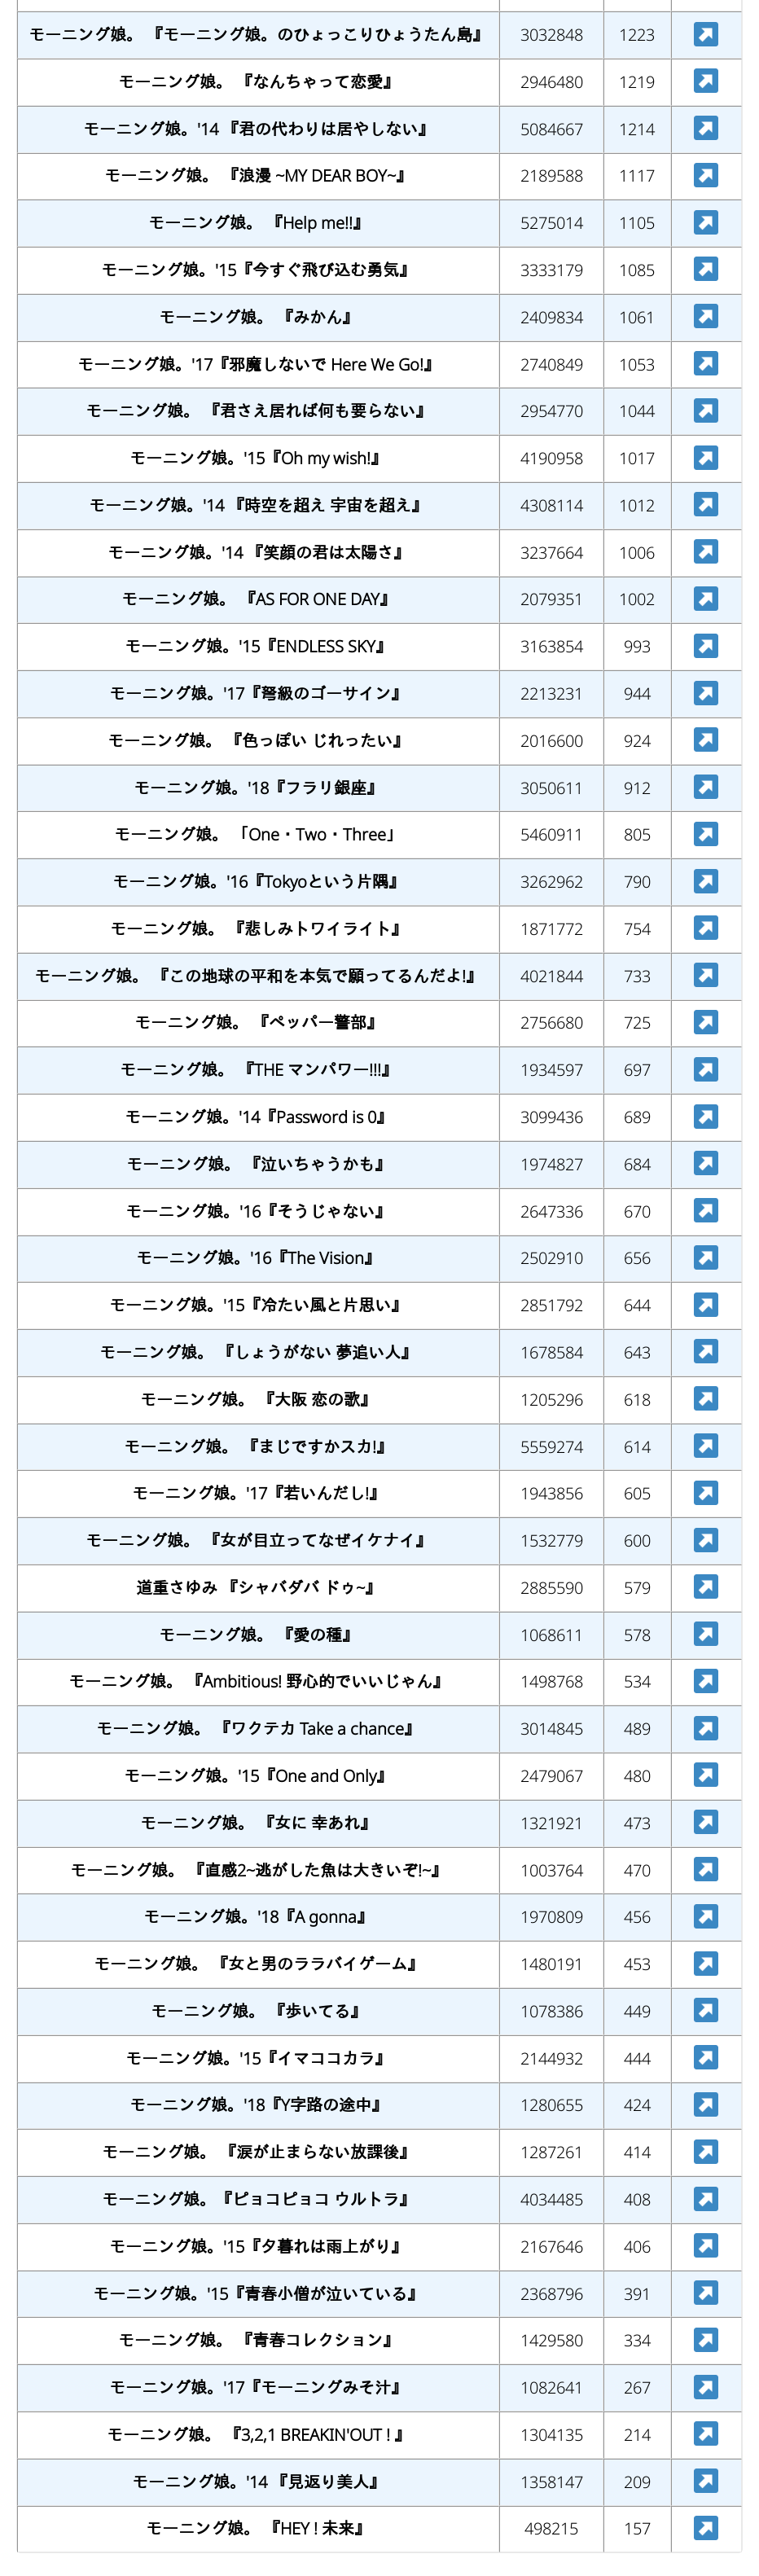 モーニング娘。 『モーニング娘。のひょっこりひょうたん島』 3032848 1223
モーニング娘。 『なんちゃって恋愛』 2946480 1219
モーニング娘。'14 『君の代わりは居やしない』 5084667 1214
モーニング娘。 『浪漫 ~MY DEAR BOY~』 2189588 1117
モーニング娘。 『Help me!!』 5275014 1105
モーニング娘。'15『今すぐ飛び込む勇気』 3333179 1085
モーニング娘。 『みかん』 2409834 1061
モーニング娘。'17『邪魔しないで Here We Go!』 2740849 1053
モーニング娘。 『君さえ居れば何も要らない』 2954770 1044
モーニング娘。'15『Oh my wish!』 4190958 1017
モーニング娘。'14 『時空を超え 宇宙を超え』 4308114 1012
モーニング娘。'14 『笑顔の君は太陽さ』 3237664 1006
モーニング娘。 『AS FOR ONE DAY』 2079351 1002
モーニング娘。'15『ENDLESS SKY』 3163854 993
モーニング娘。'17『弩級のゴーサイン』 2213231 944
モーニング娘。 『色っぽい じれったい』 2016600 924
モーニング娘。'18『フラリ銀座』 3050611 912
モーニング娘。 「One・Two・Three」 5460911 805
モーニング娘。'16『Tokyoという片隅』 3262962 790
モーニング娘。 『悲しみトワイライト』 1871772 754
モーニング娘。 『この地球の平和を本気で願ってるんだよ!』 4021844 733
モーニング娘。 『ペッパー警部』 2756680 725
モーニング娘。 『THE マンパワー!!!』 1934597 697
モーニング娘。'14『Password is 0』 3099436 689
モーニング娘。 『泣いちゃうかも』 1974827 684
モーニング娘。'16『そうじゃない』 2647336 670
モーニング娘。'16『The Vision』 2502910 656
モーニング娘。'15『冷たい風と片思い』 2851792 644
モーニング娘。 『しょうがない 夢追い人』 1678584 643
モーニング娘。 『大阪 恋の歌』 1205296 618
モーニング娘。 『まじですかスカ!』 5559274 614
モーニング娘。'17『若いんだし!』 1943856 605
モーニング娘。 『女が目立ってなぜイケナイ』 1532779 600
道重さゆみ 『シャバダバ ドゥ~』 2885590 579
モーニング娘。 『愛の種』 1068611 578
モーニング娘。 『Ambitious! 野心的でいいじゃん』 1498768 534
モーニング娘。 『ワクテカ Take a chance』 3014845 489
モーニング娘。'15『One and Only』 2479067 480
モーニング娘。 『女に 幸あれ』 1321921 473
モーニング娘。 『直感2~逃がした魚は大きいぞ!~』 1003764 470
モーニング娘。'18『A gonna』 1970809 456
モーニング娘。 『女と男のララバイゲーム』 1480191 453
モーニング娘。 『歩いてる』 1078386 449
モーニング娘。'15『イマココカラ』 2144932 444
モーニング娘。'18『Y字路の途中』 1280655 424
モーニング娘。 『涙が止まらない放課後』 1287261 414
モーニング娘。『ピョコピョコ ウルトラ』 4034485 408
モーニング娘。'15『夕暮れは雨上がり』 2167646 406
モーニング娘。'15『青春小僧が泣いている』 2368796 391
モーニング娘。 『青春コレクション』 1429580 334
モーニング娘。'17『モーニングみそ汁』 1082641 267
モーニング娘。 『3,2,1 BREAKIN'OUT ! 』 1304135 214
モーニング娘。'14 『見返り美人』 1358147 209
モーニング娘。 『HEY ! 未来』 498215 157